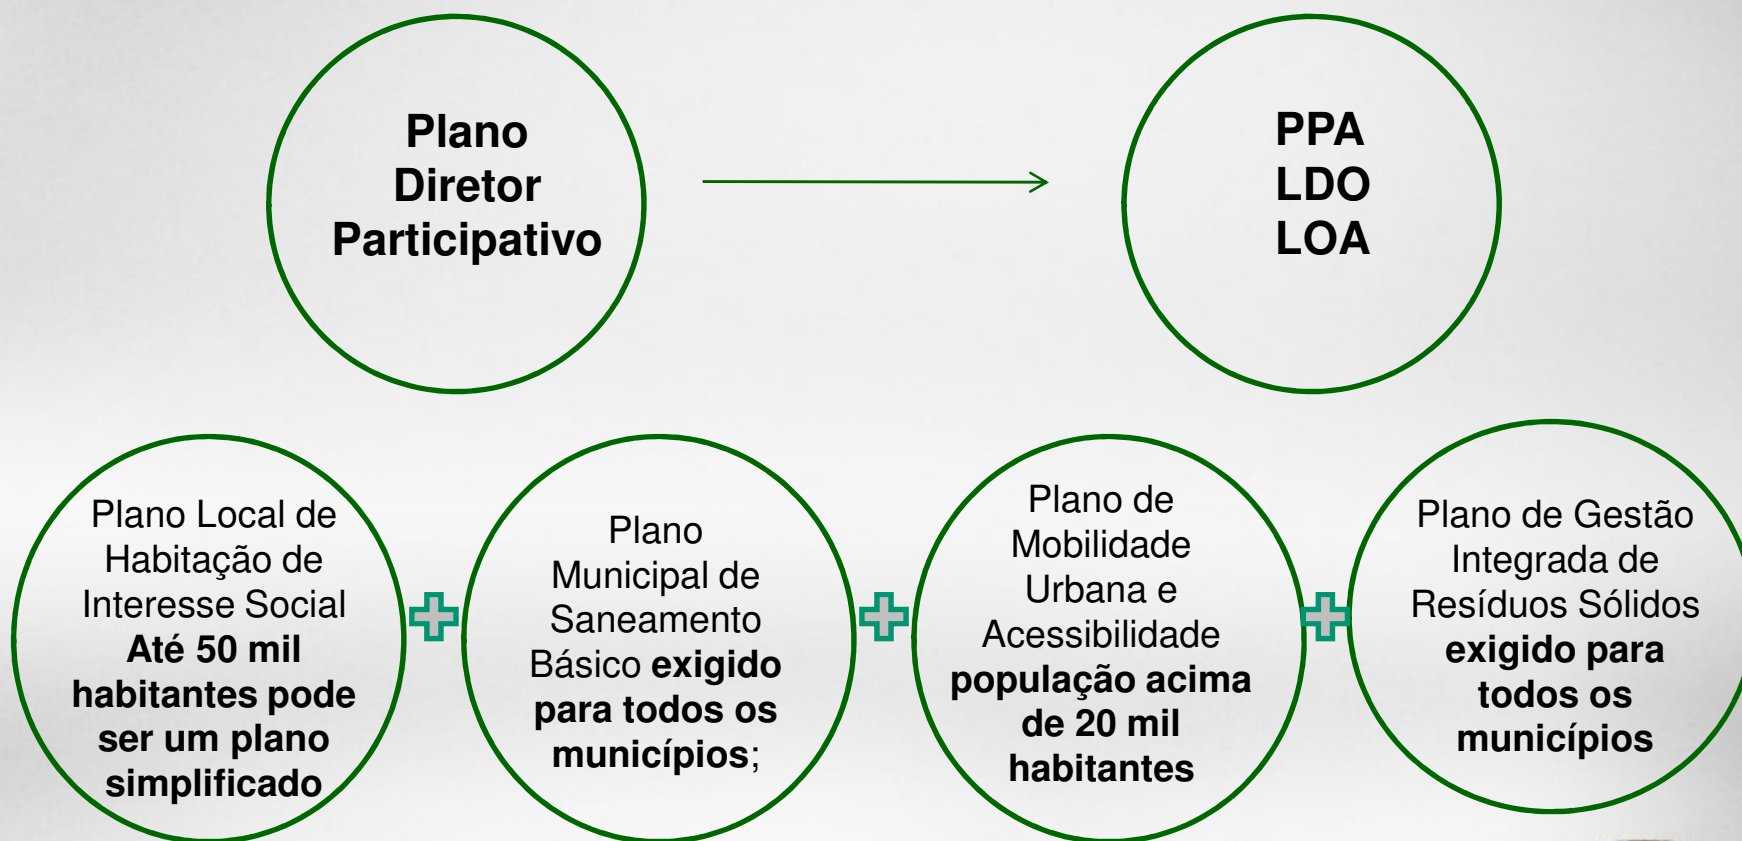 Plano
Diretor
Participativo
PPA
LDO
LOA
Plano Local de
Habitação de
Interesse Social
Até 50 mil
habitantes pode
ser um plano
simplificado
Plano
Municipal de
Saneamento
Básico exigido
para todos os
municípios;
Plano de
Mobilidade
Urbana e
Acessibilidade
população acima
de 20 mil
habitantes
Plano de Gestão
Integrada de
Resíduos Sólidos
exigido para
todos os
municípios